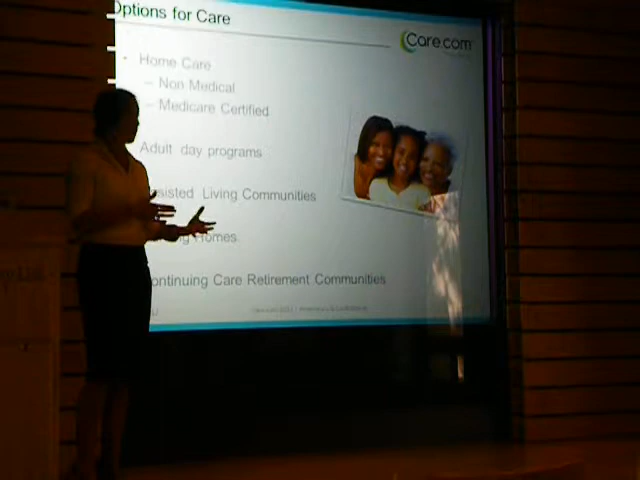 Options for Care
Care.com
- Home Care
– Non Medical
– Medicare Certified
Adult day programs
sisted Living Communities
g Homes
ontinuing Care Retirement Communities